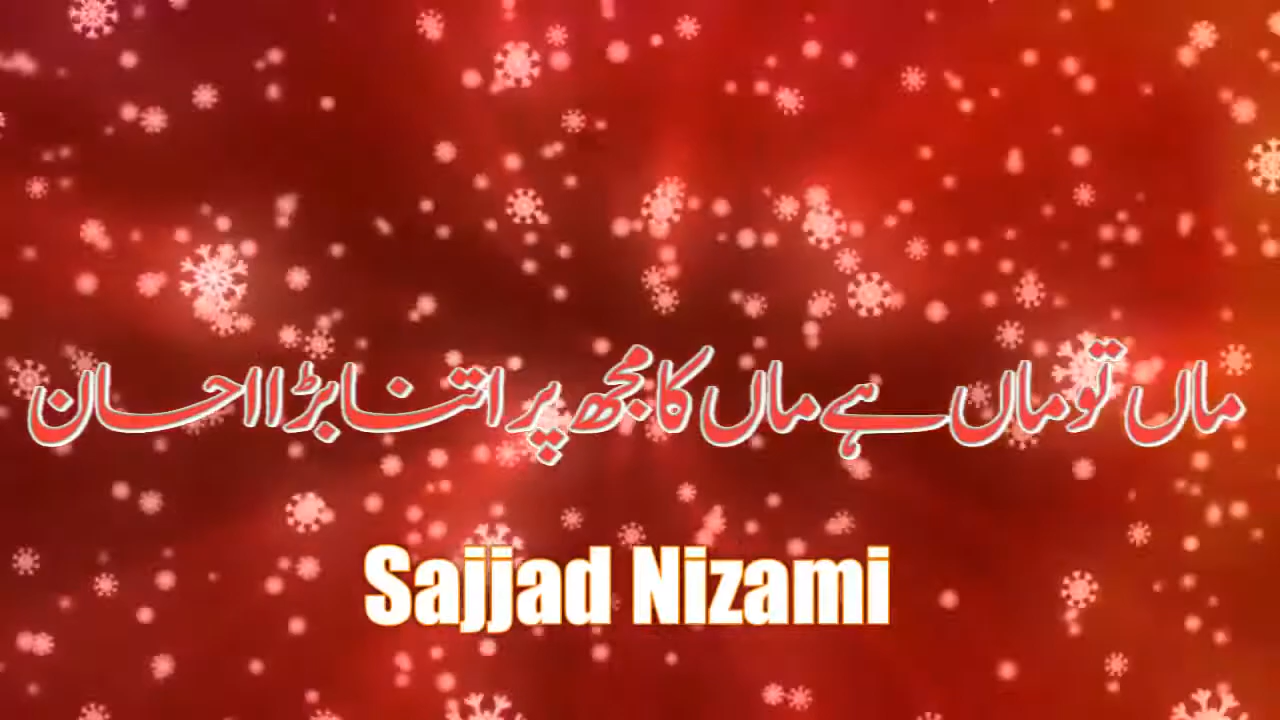 ماں تو ماں ہے ماں کا مجھ پر اتنا بڑا احسان
Sajjad Nizami